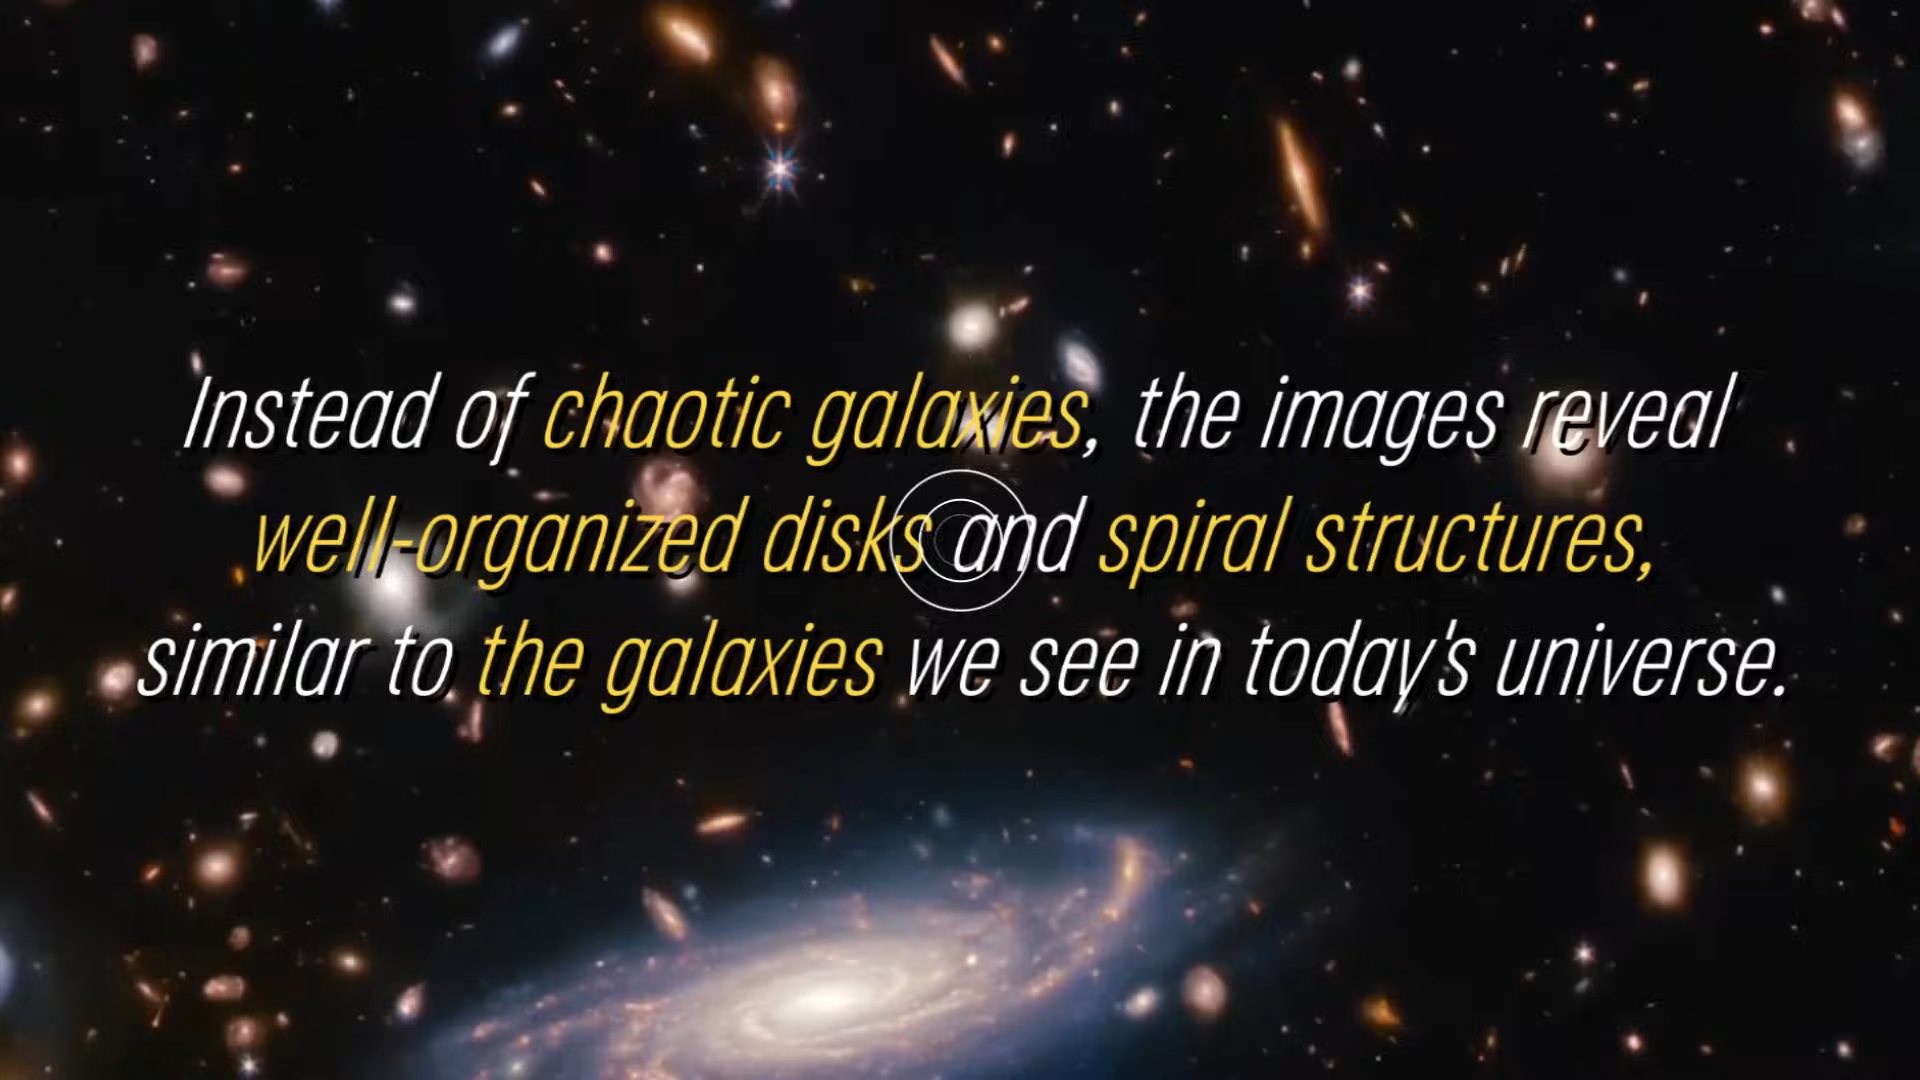 Instead of chaotic galaxies, the images reveal
well-organized disks and spiral structures,
similar to the galaxies we see in today's universe.